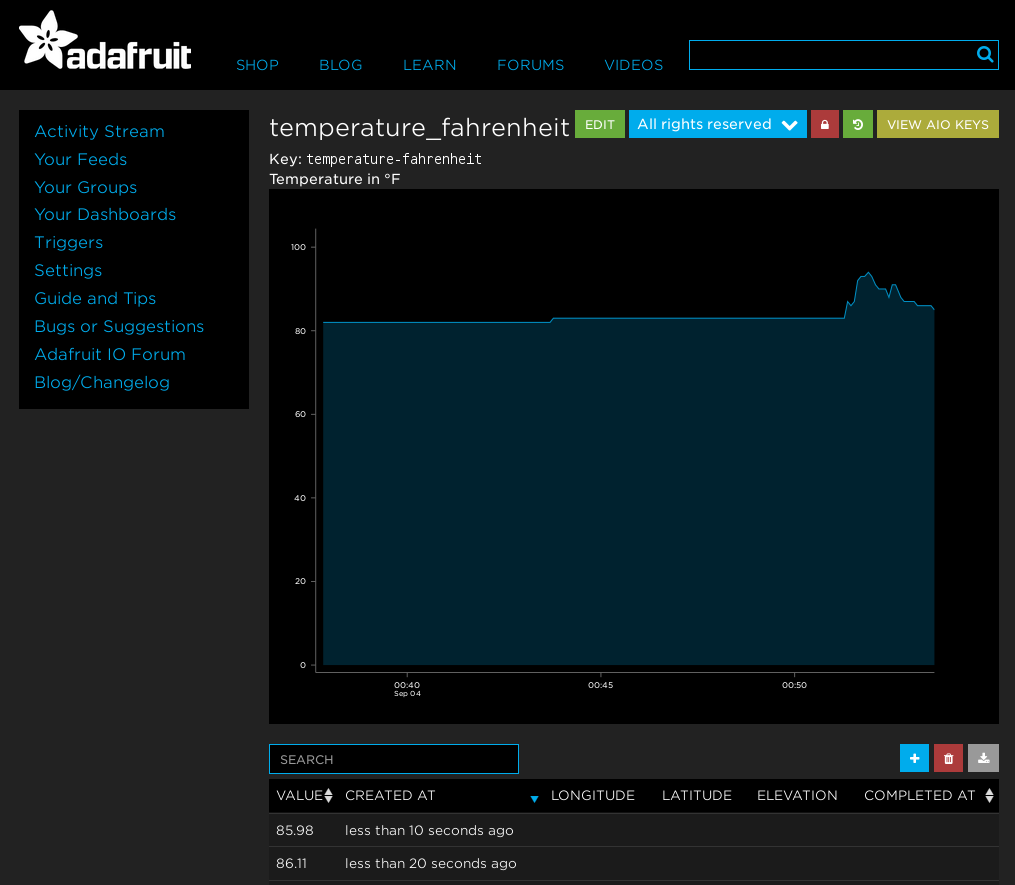 adafruit
SHOP BLOG LEARN FORUMS VIDEOS
Activity Stream
Your Feeds
Your Groups
Your Dashboards
Triggers
Settings
Guide and Tips
Bugs or Suggestions
Adafruit IO Forum
Blog/Changelog
temperature_fahrenheit EDIT All rights reserved VIEW AIO KEYS
Key: temperature-fahrenheit
Temperature in °F
100
80
60
40
20
0
00:40 00:45 00:50
Sep 04
SEARCH
VALUE CREATED AT LONGITUDE LATITUDE ELEVATION COMPLETED AT
85.98 less than 10 seconds ago
86.11 less than 20 seconds ago